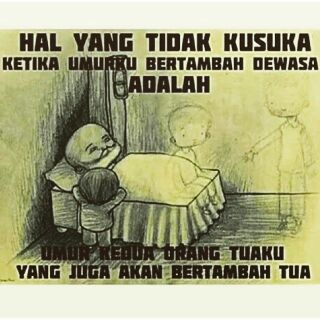 HAL YANG TIDAK KUSUKA
KETIKA UMURKU BERTAMBAH DEWASA
ADALAH
UMUR KEDUA ORANG TUAKU
YANG JUGA AKAN BERTAMBAH TUA